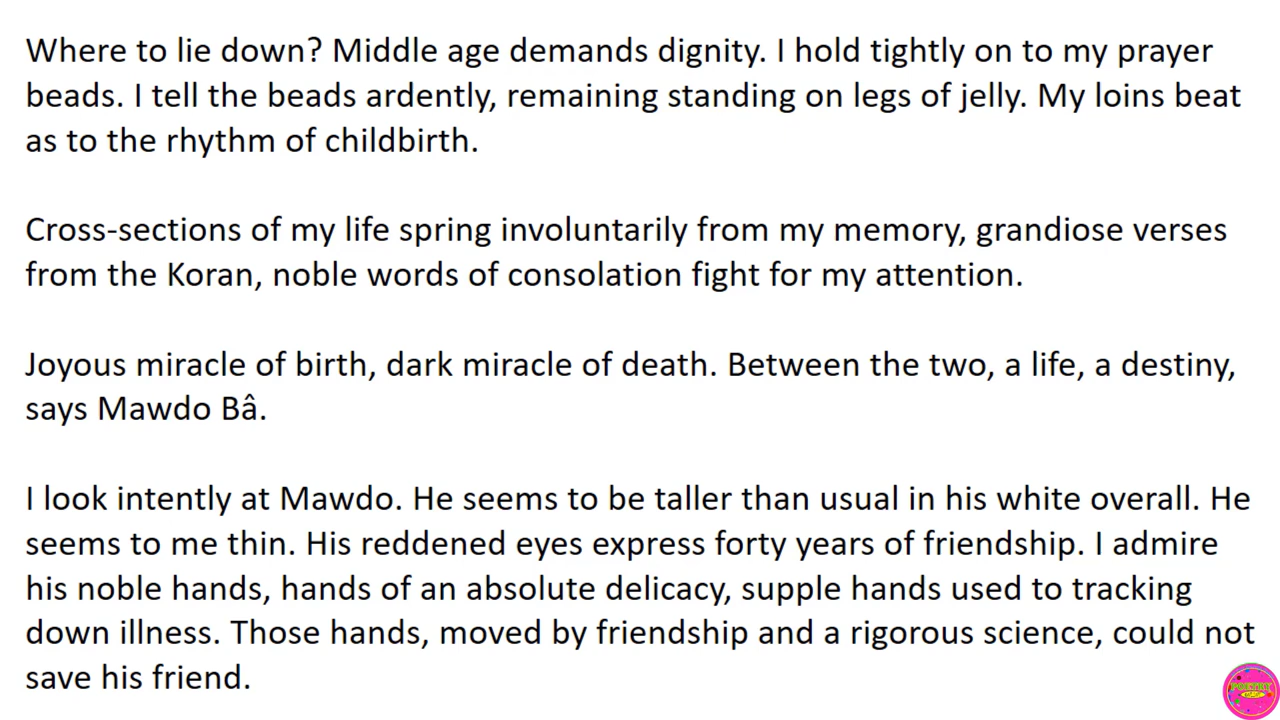 Where to lie down? Middle age demands dignity. I hold tightly on to my prayer
beads. I tell the beads ardently, remaining standing on legs of jelly. My loins beat
as to the rhythm of childbirth.
Cross-sections of my life spring involuntarily from my memory, grandiose verses
from the Koran, noble words of consolation fight for my attention.
Joyous miracle of birth, dark miracle of death. Between the two, a life, a destiny,
says Mawdo Bâ.
I look intently at Mawdo. He seems to be taller than usual in his white overall. He
seems to me thin. His reddened eyes express forty years of friendship. I admire
his noble hands, hands of an absolute delicacy, supple hands used to tracking
down illness. Those hands, moved by friendship and a rigorous science, could not
save his friend.
POETRY